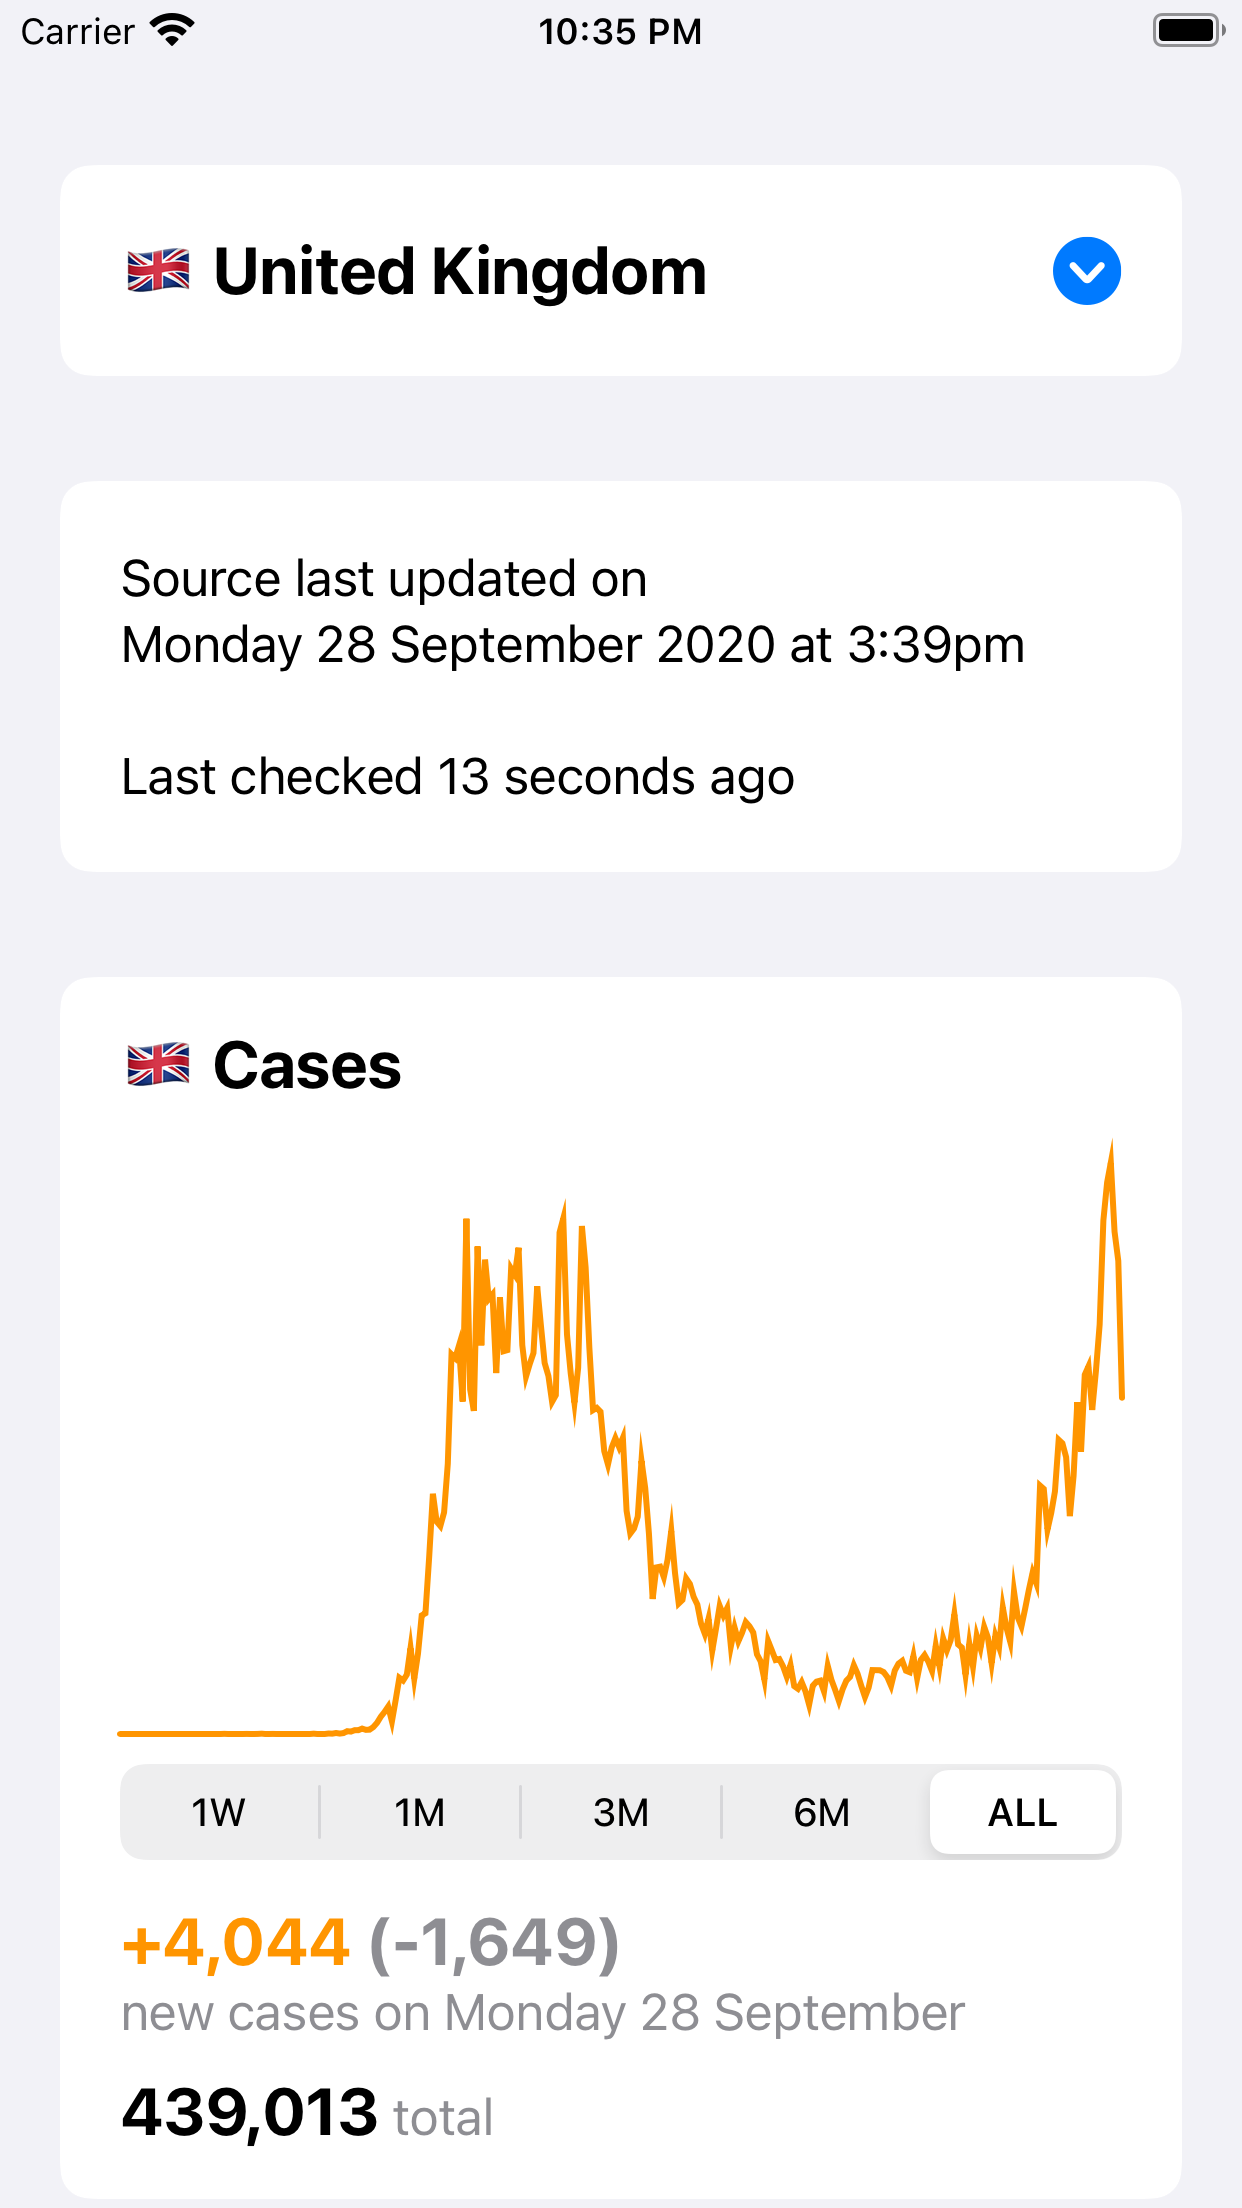 Carrier 10:35 PM
🇬🇧 United Kingdom
Source last updated on
Monday 28 September 2020 at 3:39pm
Last checked 13 seconds ago
🇬🇧 Cases
1W 1M 3M 6M ALL
+4,044 (-1,649)
new cases on Monday 28 September
439,013 total